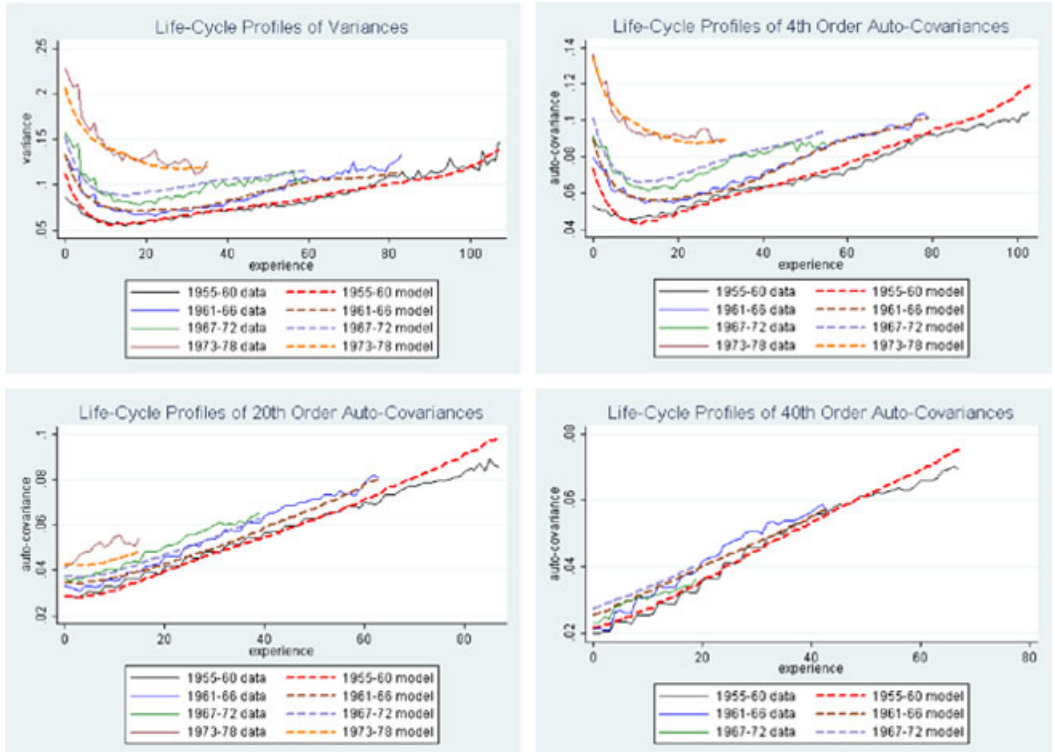 Life-Cycle Profiles of Variances
.25
.2
.15
.1
.05
variance
0 20 40 60 80 100
experience
1955-60 data 1955-60 model
1961-66 data 1961-66 model
1967-72 data 1967-72 model
1973-78 data 1973-78 model
Life-Cycle Profiles of 4th Order Auto-Covariances
.14
.12
.1
.08
.06
.04
auto-covariance
0 20 40 60 80 100
experience
1955-60 data 1955-60 model
1961-66 data 1961-66 model
1967-72 data 1967-72 model
1973-78 data 1973-78 model
Life-Cycle Profiles of 20th Order Auto-Covariances
.1
.08
.06
.04
.02
auto-covariance
0 20 40 60 80
experience
1955-60 data 1955-60 model
1961-66 data 1961-66 model
1967-72 data 1967-72 model
1973-78 data 1973-78 model
Life-Cycle Profiles of 40th Order Auto-Covariances
.08
.06
.04
.02
auto-covariance
0 20 40 60 80
experience
1955-60 data 1955-60 model
1961-66 data 1961-66 model
1967-72 data 1967-72 model